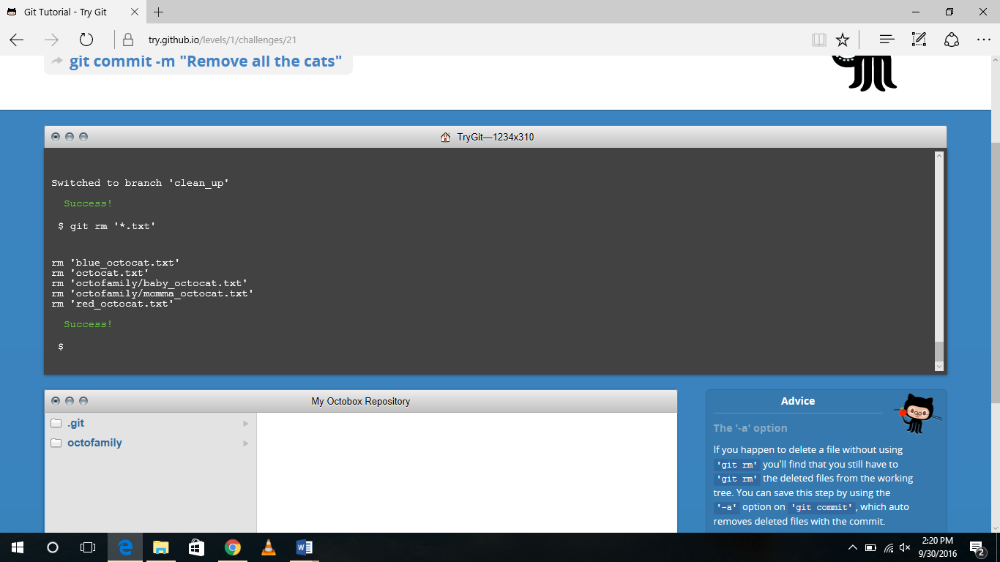 Git Tutorial - Try Git
try.github.io/levels/1/challenges/21
git commit -m "Remove all the cats"
TryGit—1234x310
Switched to branch 'clean_up'
Success!
$ git rm '*.txt'
rm 'blue_octocat.txt'
rm 'octocat.txt'
rm 'octofamily/baby_octocat.txt'
rm 'octofamily/momma_octocat.txt'
rm 'red_octocat.txt'
Success!
$
My Octobox Repository
.git
octofamily
Advice
The '-a' option
If you happen to delete a file without using
'git rm' you'll find that you still have to
'git rm' the deleted files from the working
tree. You can save this step by using the
'-a' option on 'git commit', which auto
removes deleted files with the commit.
2:20 PM
9/30/2016
2